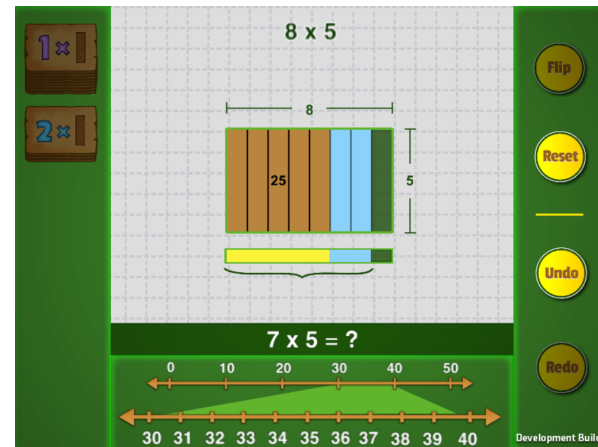 8 x 5
1 x
2 x
8
25
5
Flip
Reset
Undo
Redo
7 x 5 = ?
0 10 20 30 40 50
30 31 32 33 34 35 36 37 38 39 40
Development Build